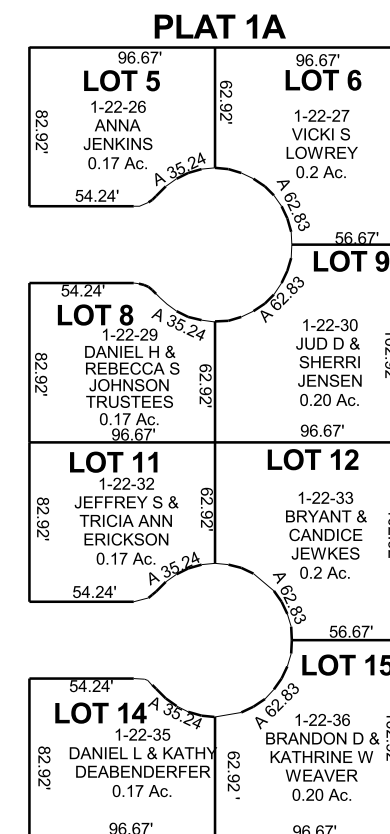 PLAT 1A
96.67'
LOT 5
1-22-26
ANNA
JENKINS
0.17 Ac.
82.92'
62.92'
54.24'
A 35.24
96.67'
LOT 6
1-22-27
VICKI S
LOWREY
0.2 Ac.
A 62.83
56.67'
54.24'
LOT 8
A 35.24
1-22-29
DANIEL H &
REBECCA S
JOHNSON
TRUSTEES
0.17 Ac.
96.67'
82.92'
62.92'
LOT 9
A 62.83
1-22-30
JUD D &
SHERRI
JENSEN
0.20 Ac.
96.67'
LOT 11
1-22-32
JEFFREY S &
TRICIA ANN
ERICKSON
0.17 Ac.
82.92'
62.92'
54.24'
A 35.24
LOT 12
1-22-33
BRYANT &
CANDICE
JEWKES
0.2 Ac.
A 62.83
56.67'
54.24'
LOT 14
A 35.24
1-22-35
DANIEL L & KATHY
DEABENDERFER
0.17 Ac.
82.92'
62.92'
96.67'
LOT 15
A 62.83
1-22-36
BRANDON D &
KATHRINE W
WEAVER
0.20 Ac.
96.67'